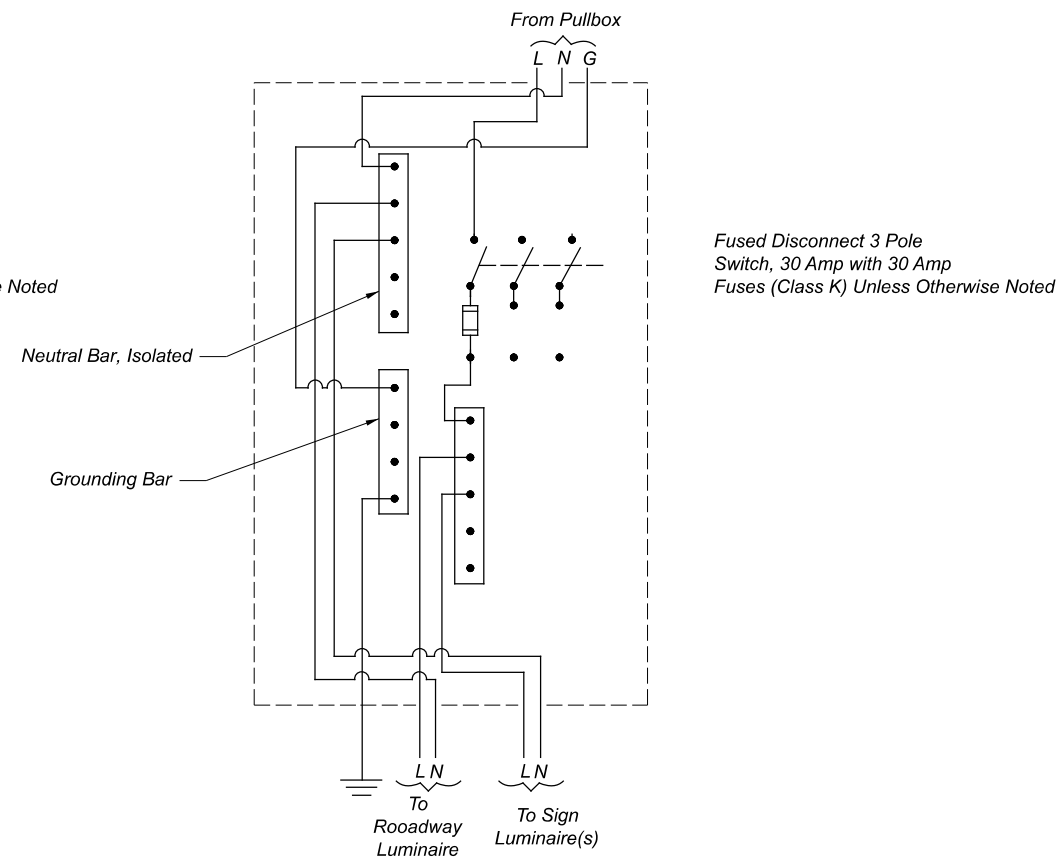 From Pullbox
L N G
Fused Disconnect 3 Pole
Switch, 30 Amp with 30 Amp
Fuses (Class K) Unless Otherwise Noted
e Noted
Neutral Bar, Isolated
Grounding Bar
L N
To
Rooadway
Luminaire
L N
To Sign
Luminaire(s)